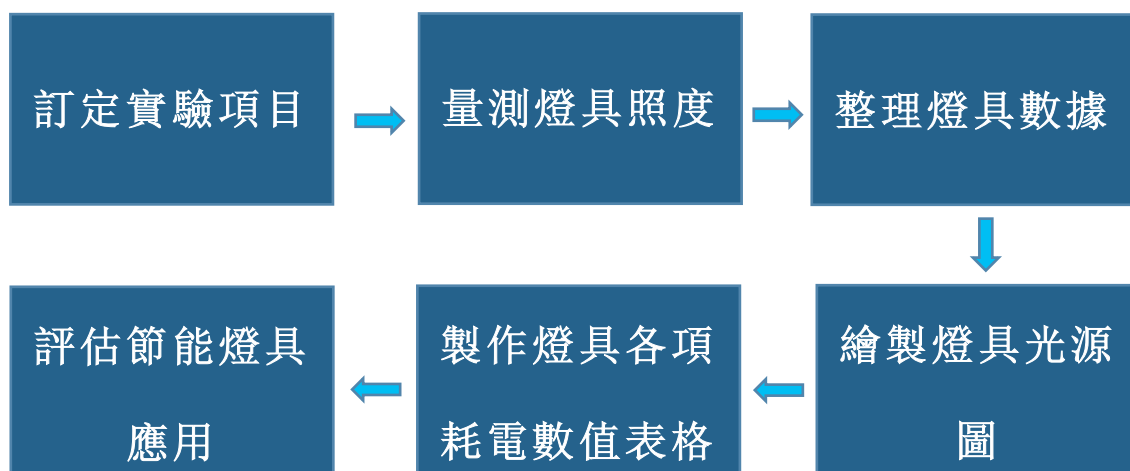 訂定實驗項目
量測燈具照度
整理燈具數據
繪製燈具光源
圖
製作燈具各項
耗電數值表格
評估節能燈具
應用